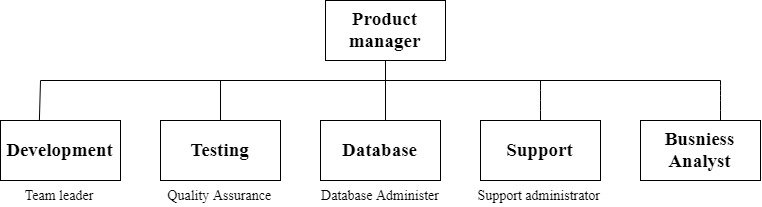 Product
manager
Development
Testing
Database
Support
Busniess
Analyst
Team leader
Quality Assurance
Database Administer
Support administrator